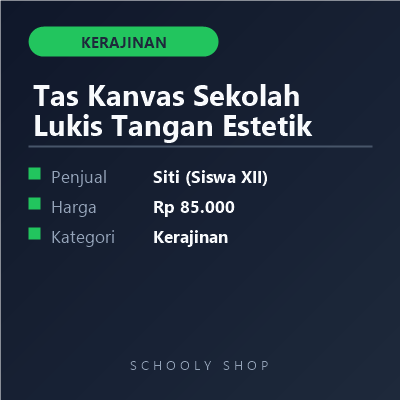 KERAJINAN
Tas Kanvas Sekolah
Lukis Tangan Estetik
Penjual Siti (Siswa XII)
Harga Rp 85.000
Kategori Kerajinan
SCHOOLY SHOP